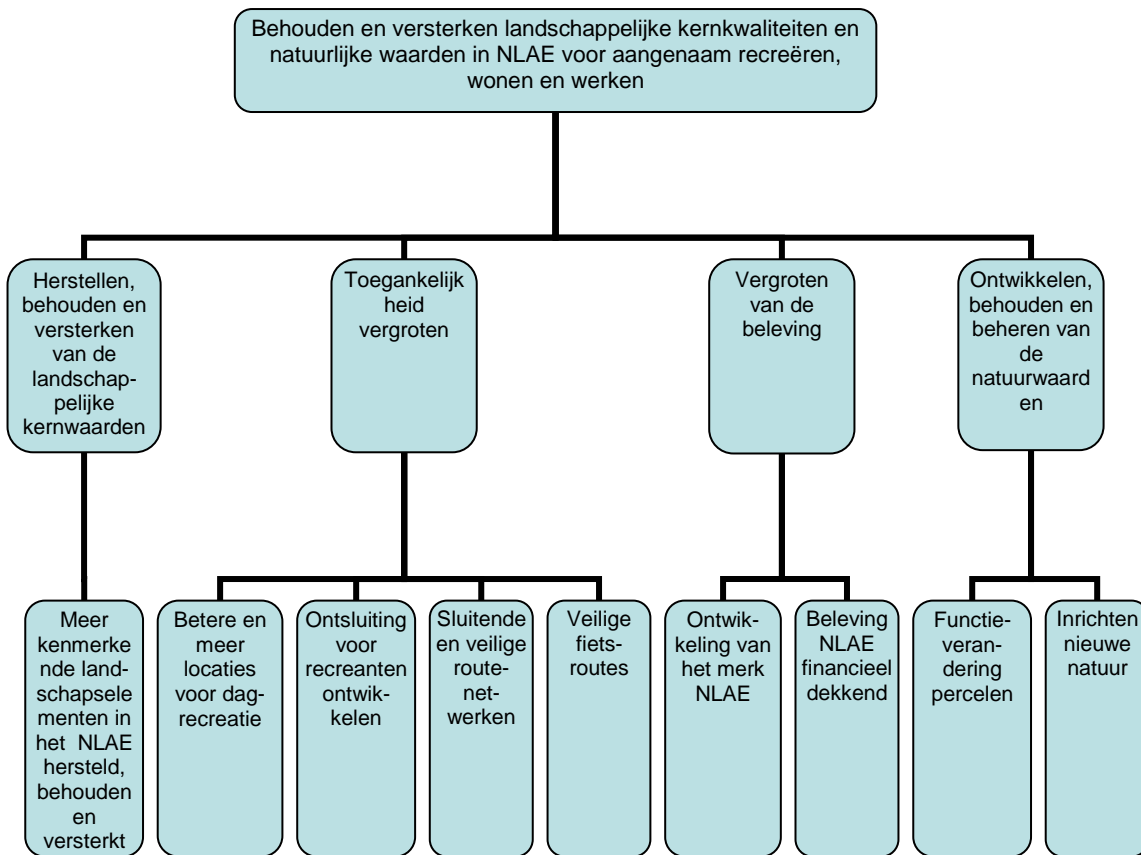 Behouden en versterken landschappelijke kernkwaliteiten en
natuurlijke waarden in NLAE voor aangenaam recreëren,
wonen en werken
Herstellen,
behouden en
versterken
van de
landschap-
pelijke
kernwaarden
Toegankelijk
heid
vergroten
Vergroten
van de
beleving
Ontwikkelen,
behouden en
beheren van
de
natuurwaard
en
Meer
kenmerke
nde land-
schapsele
menten in
het NLAE
hersteld,
behouden
en
versterkt
Betere en
meer
locaties
voor dag-
recreatie
Ontsluiting
voor
recreanten
ontwik-
kelen
Sluitende
en veilige
route-
net-
werken
Veilige
fiets-
routes
Ontwik-
keling van
het merk
NLAE
Beleving
NLAE
financieel
dekkend
Functie-
veran-
dering
percelen
Inrichten
nieuwe
natuur